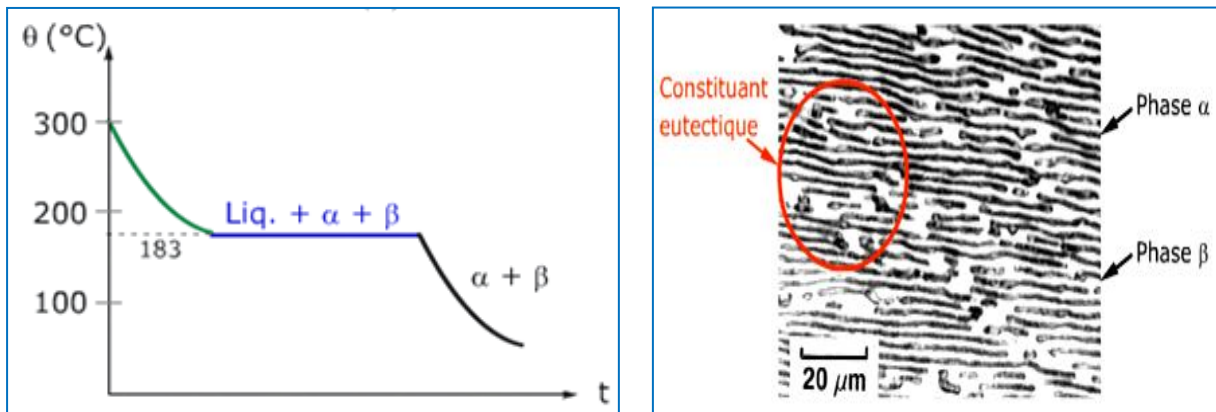 θ (°C)
300
200
183
100
Liq. + α + β
α + β
t
Constituant
eutectique
Phase α
Phase β
20 μm